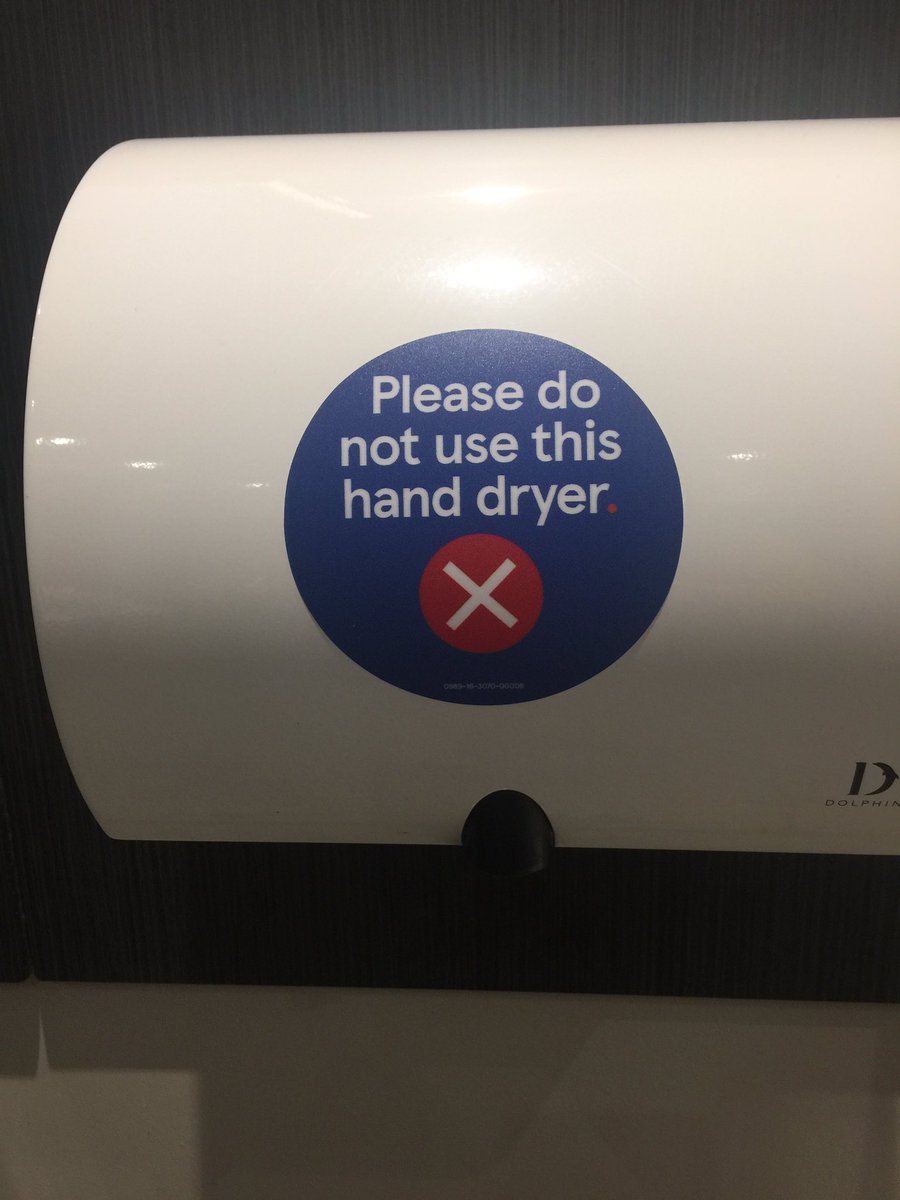 Please do
not use this
hand dryer.
DOLPHIN